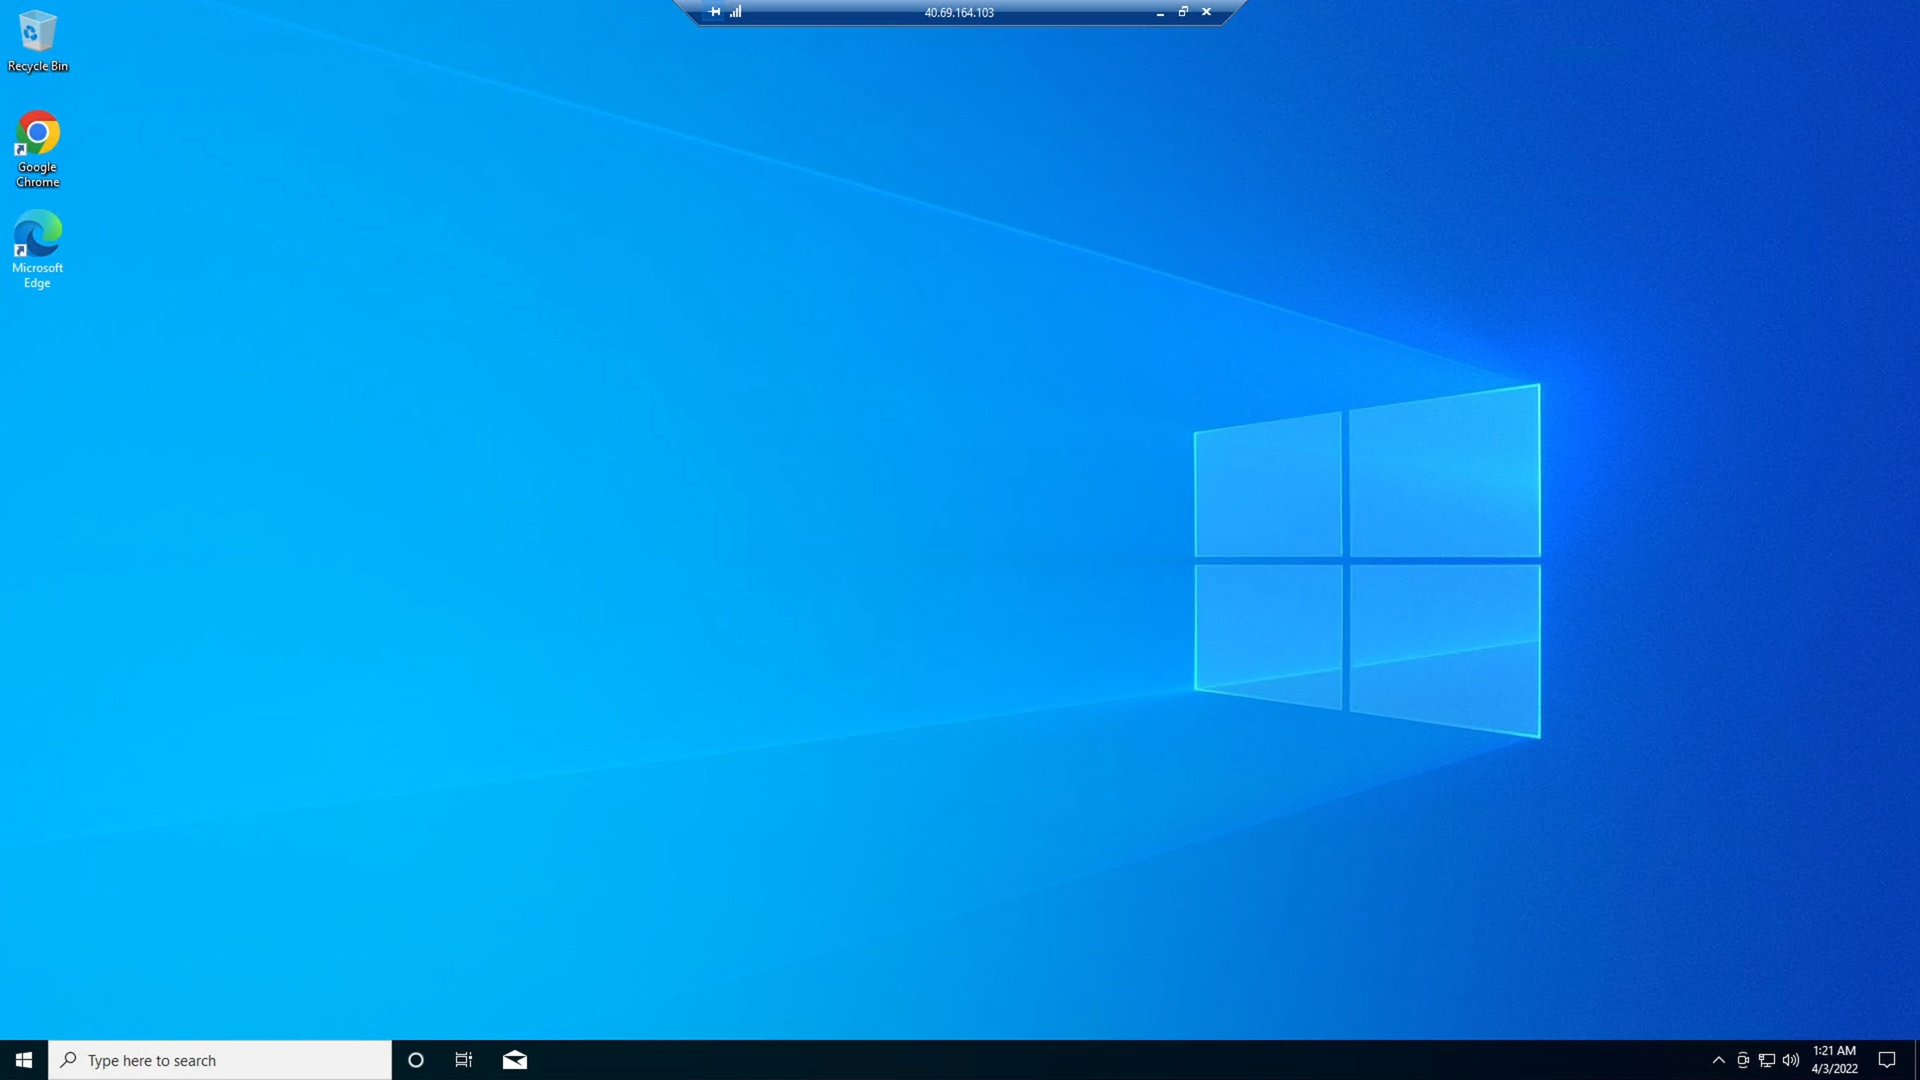 40.69.164.103
Recycle Bin
Google
Chrome
Microsoft
Edge
Type here to search
1:21 AM
4/3/2022